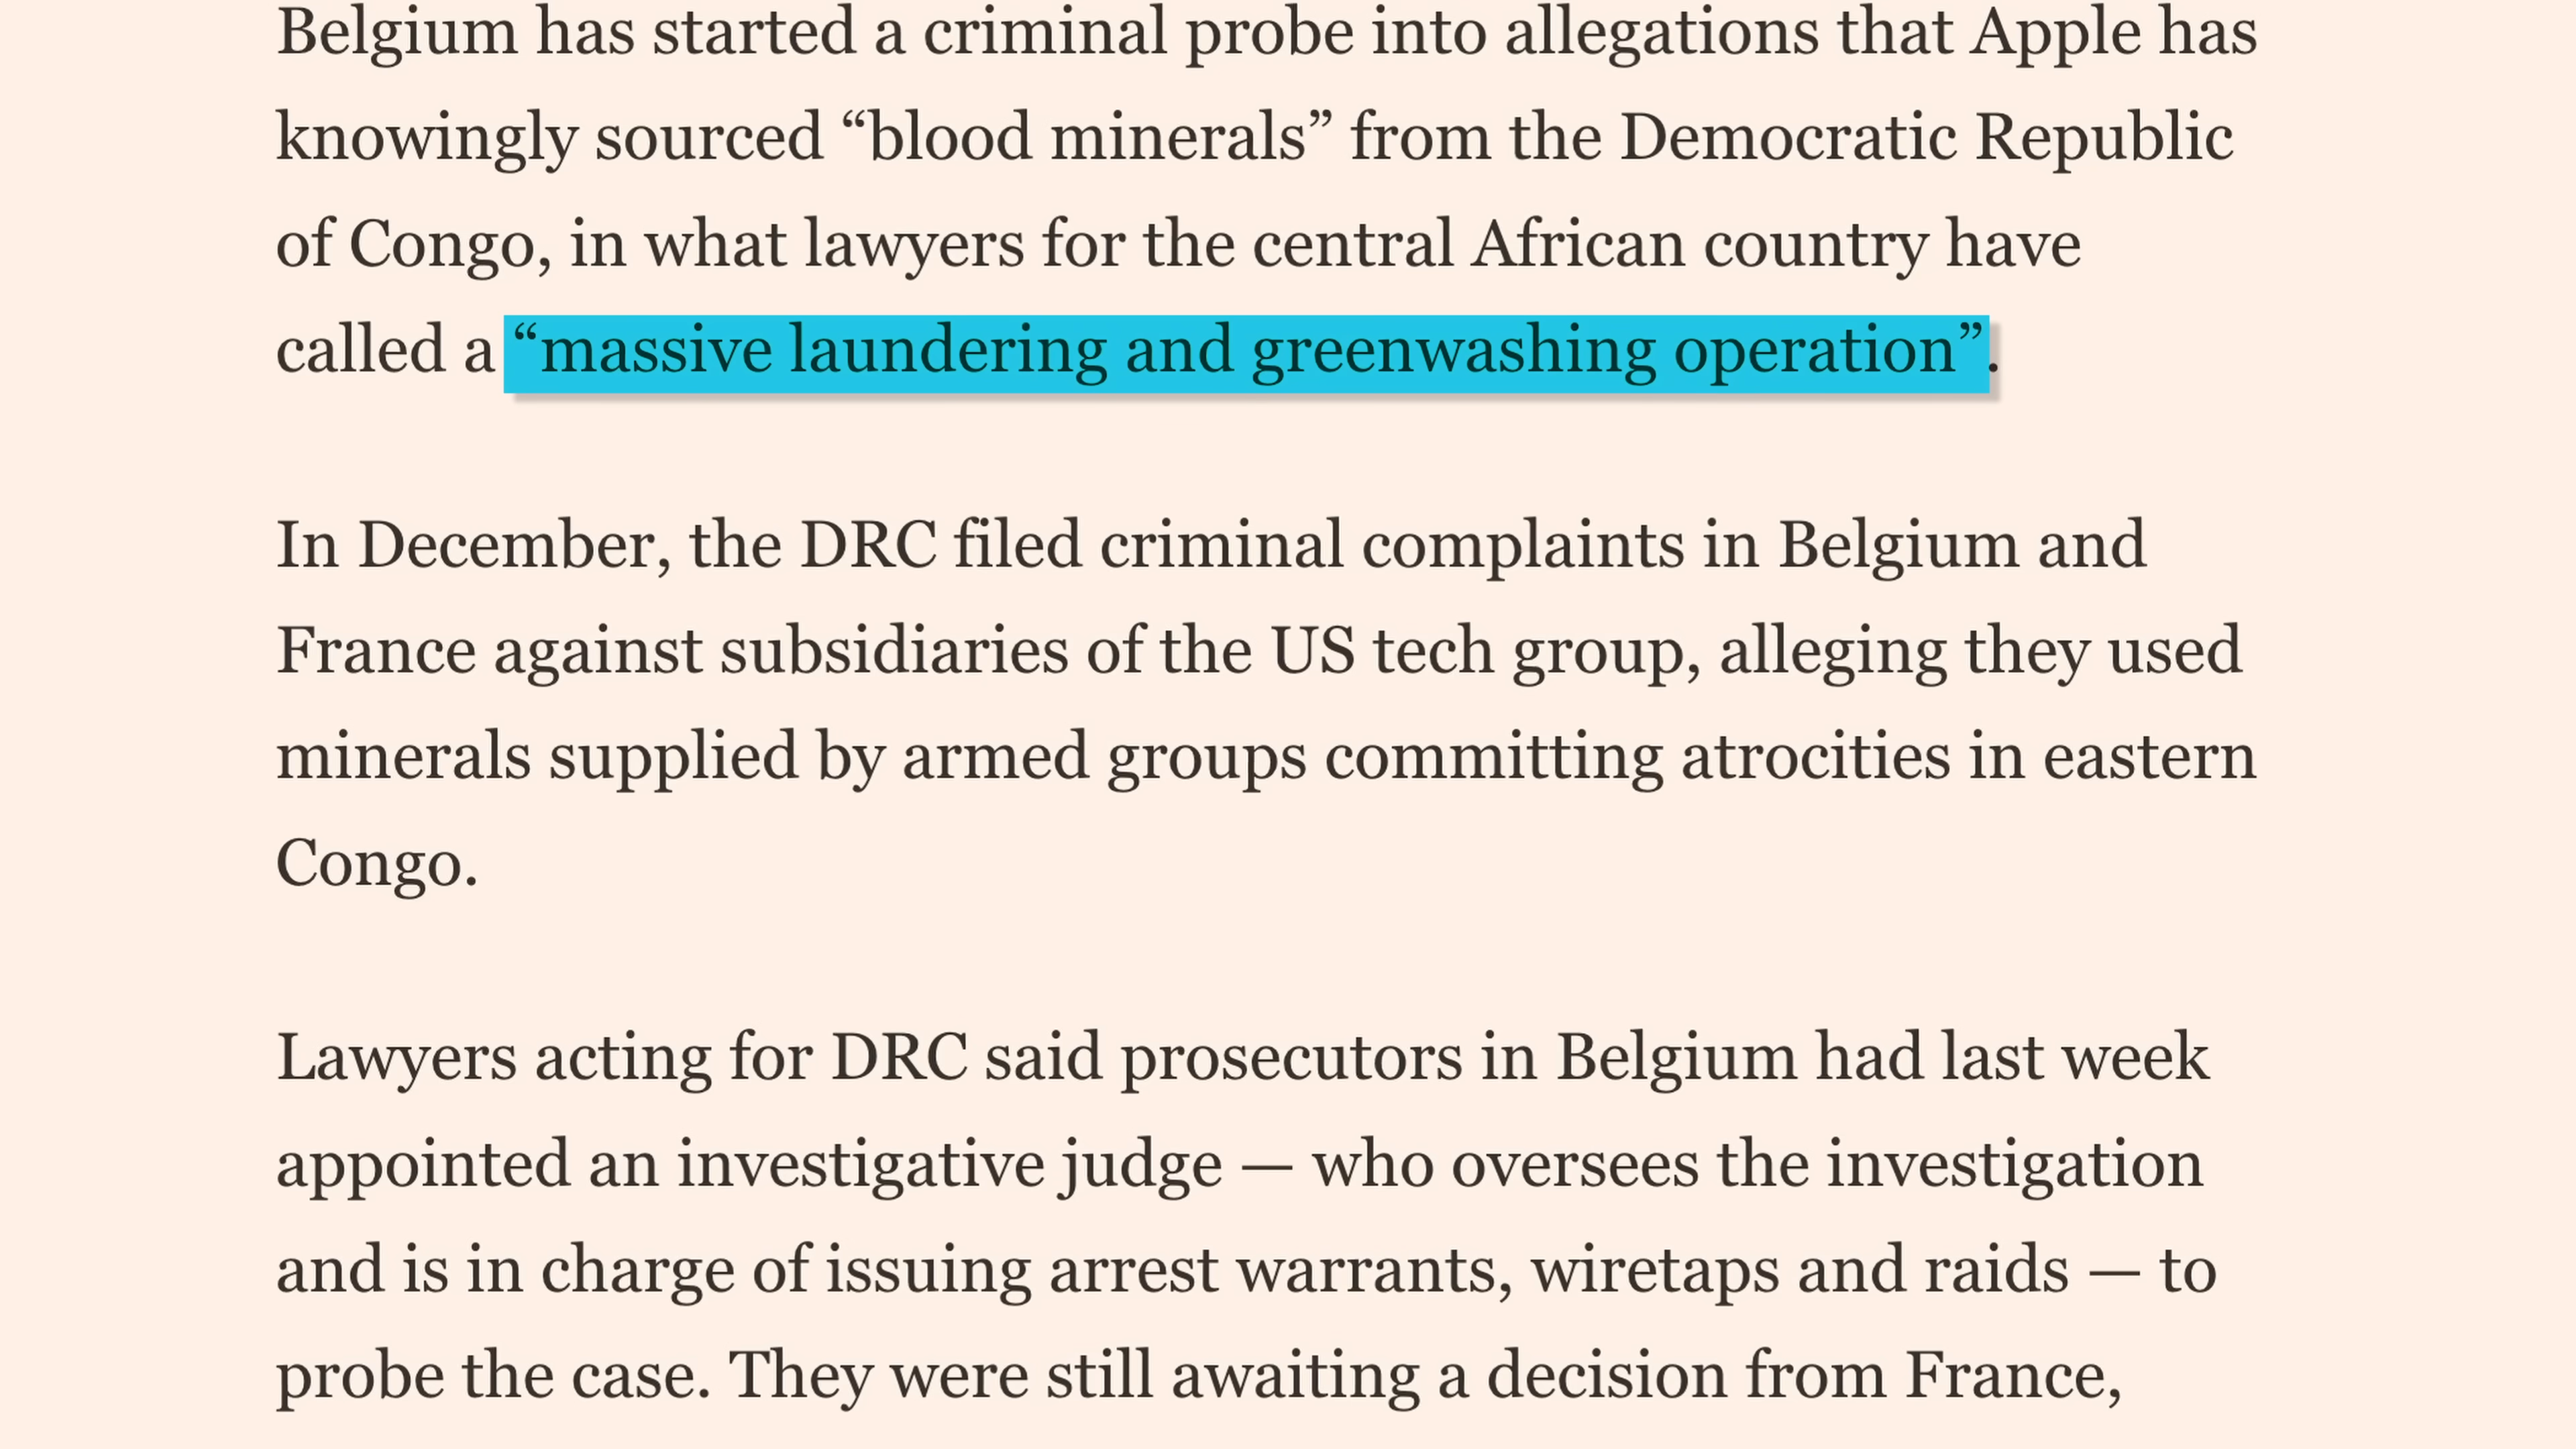 Belgium has started a criminal probe into allegations that Apple has
knowingly sourced “blood minerals” from the Democratic Republic
of Congo, in what lawyers for the central African country have
called a “massive laundering and greenwashing operation”.
In December, the DRC filed criminal complaints in Belgium and
France against subsidiaries of the US tech group, alleging they used
minerals supplied by armed groups committing atrocities in eastern
Congo.
Lawyers acting for DRC said prosecutors in Belgium had last week
appointed an investigative judge — who oversees the investigation
and is in charge of issuing arrest warrants, wiretaps and raids — to
probe the case. They were still awaiting a decision from France,